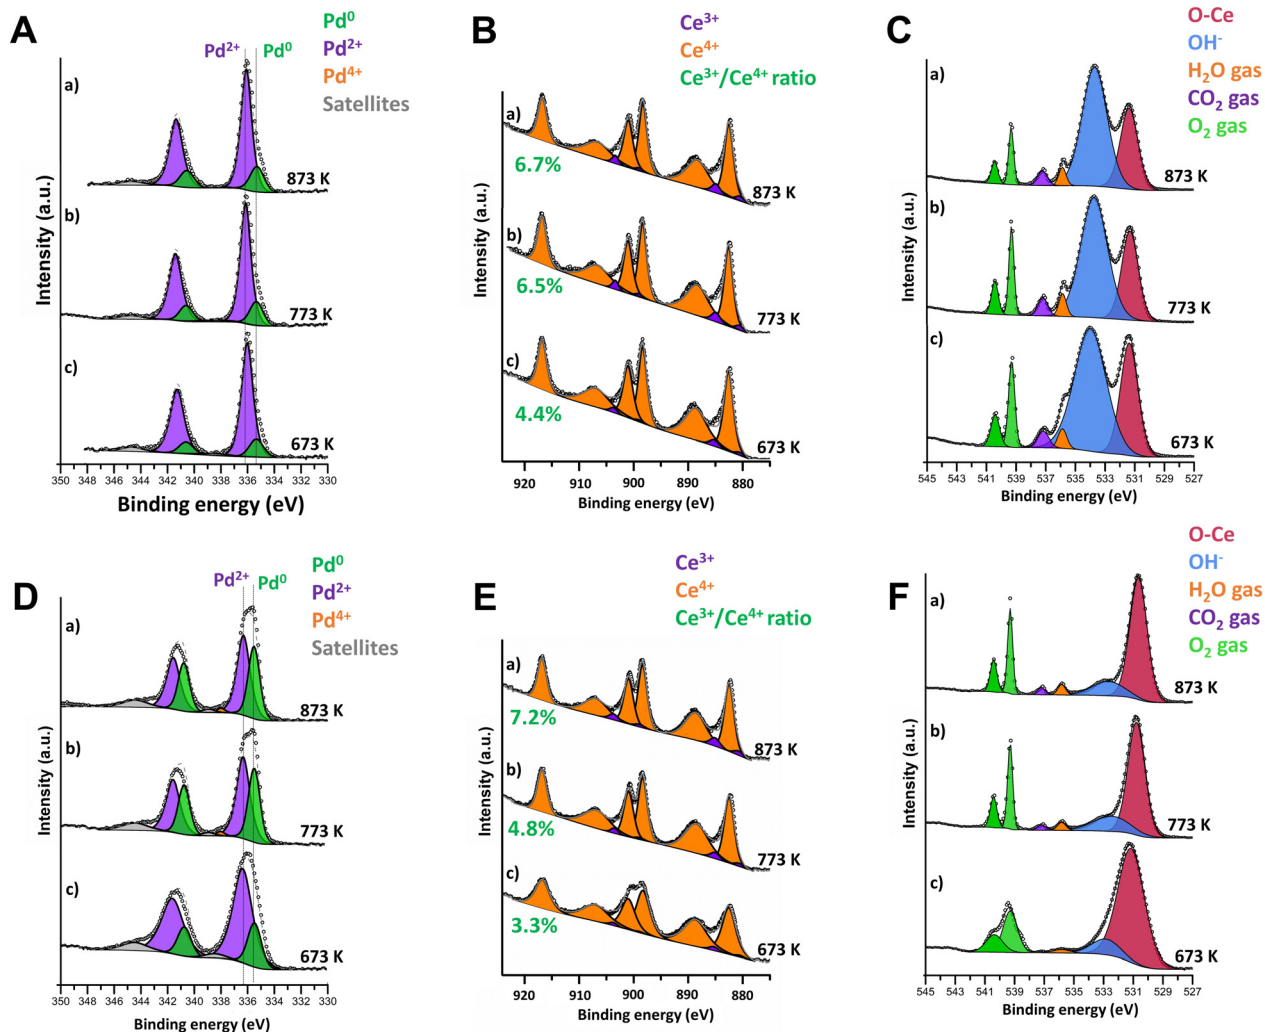 A
Pd⁰
Pd²⁺
Pd⁴⁺
Satellites
Pd²⁺ Pd⁰
a)
873 K
b)
773 K
c)
673 K
Intensity (a.u.)
350 348 346 344 342 340 338 336 334 332 330
Binding energy (eV)
B
Ce³⁺
Ce⁴⁺
Ce³⁺/Ce⁴⁺ ratio
a)
6.7%
873 K
b)
6.5%
773 K
c)
4.4%
673 K
Intensity (a.u.)
920 910 900 890 880
Binding energy (eV)
C
O-Ce
OH⁻
H₂O gas
CO₂ gas
O₂ gas
a)
873 K
b)
773 K
c)
673 K
Intensity (a.u.)
545 543 541 539 537 535 533 531 529 527
Binding energy (eV)
D
Pd⁰
Pd²⁺
Pd⁴⁺
Satellites
Pd²⁺ Pd⁰
a)
873 K
b)
773 K
c)
673 K
Intensity (a.u.)
350 348 346 344 342 340 338 336 334 332 330
Binding energy (eV)
E
Ce³⁺
Ce⁴⁺
Ce³⁺/Ce⁴⁺ ratio
a)
7.2%
873 K
b)
4.8%
773 K
c)
3.3%
673 K
Intensity (a.u.)
920 910 900 890 880
Binding energy (eV)
F
O-Ce
OH⁻
H₂O gas
CO₂ gas
O₂ gas
a)
873 K
b)
773 K
c)
673 K
Intensity (a.u.)
545 543 541 539 537 535 533 531 529 527
Binding energy (eV)